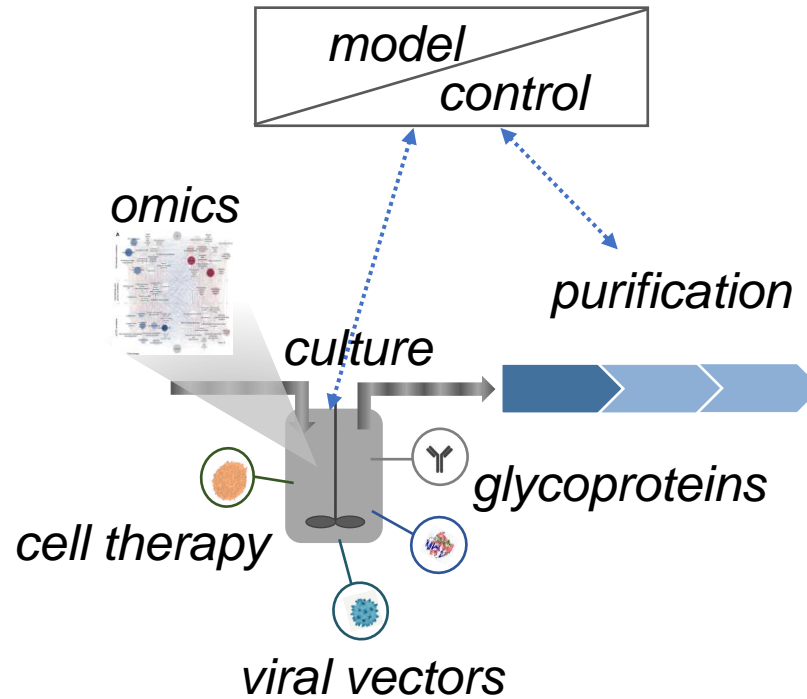 model
control
omics
purification
culture
glycoproteins
cell therapy
viral vectors